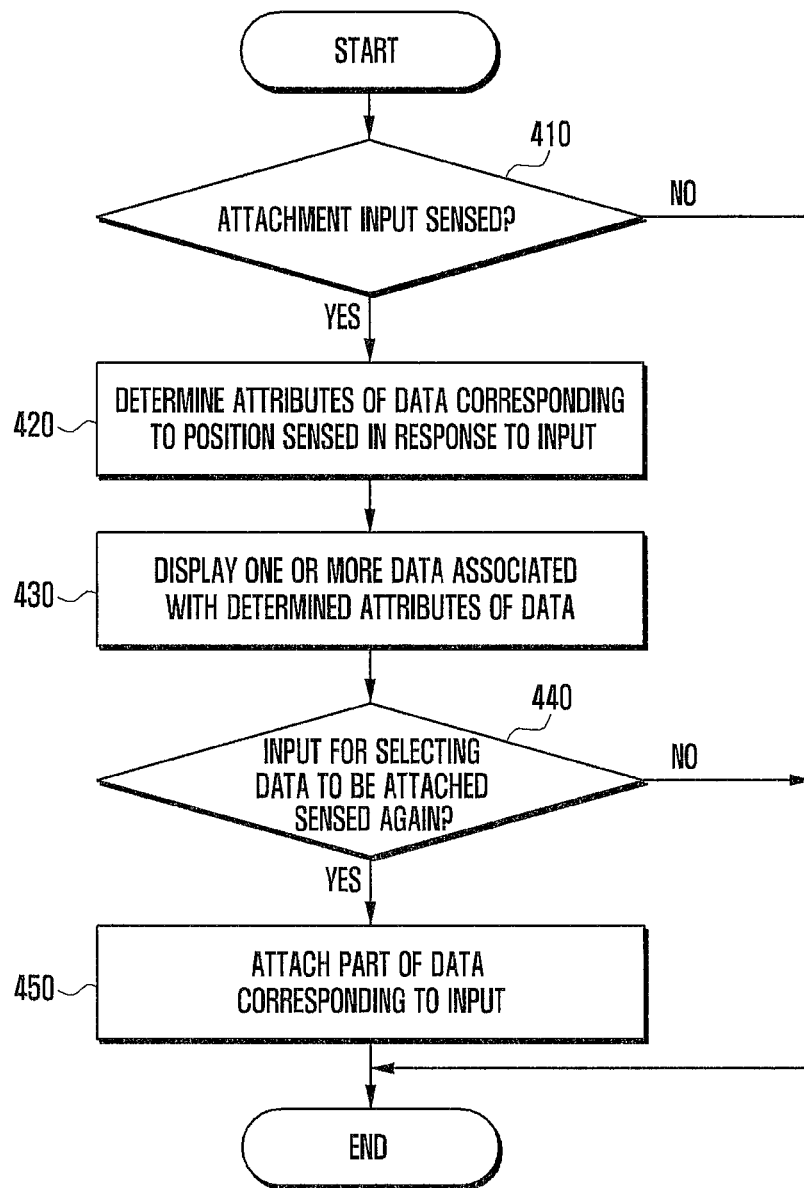 START
410
ATTACHMENT INPUT SENSED?
NO
YES
420
DETERMINE ATTRIBUTES OF DATA CORRESPONDING
TO POSITION SENSED IN RESPONSE TO INPUT
430
DISPLAY ONE OR MORE DATA ASSOCIATED
WITH DETERMINED ATTRIBUTES OF DATA
440
INPUT FOR SELECTING
DATA TO BE ATTACHED
SENSED AGAIN?
NO
YES
450
ATTACH PART OF DATA
CORRESPONDING TO INPUT
END